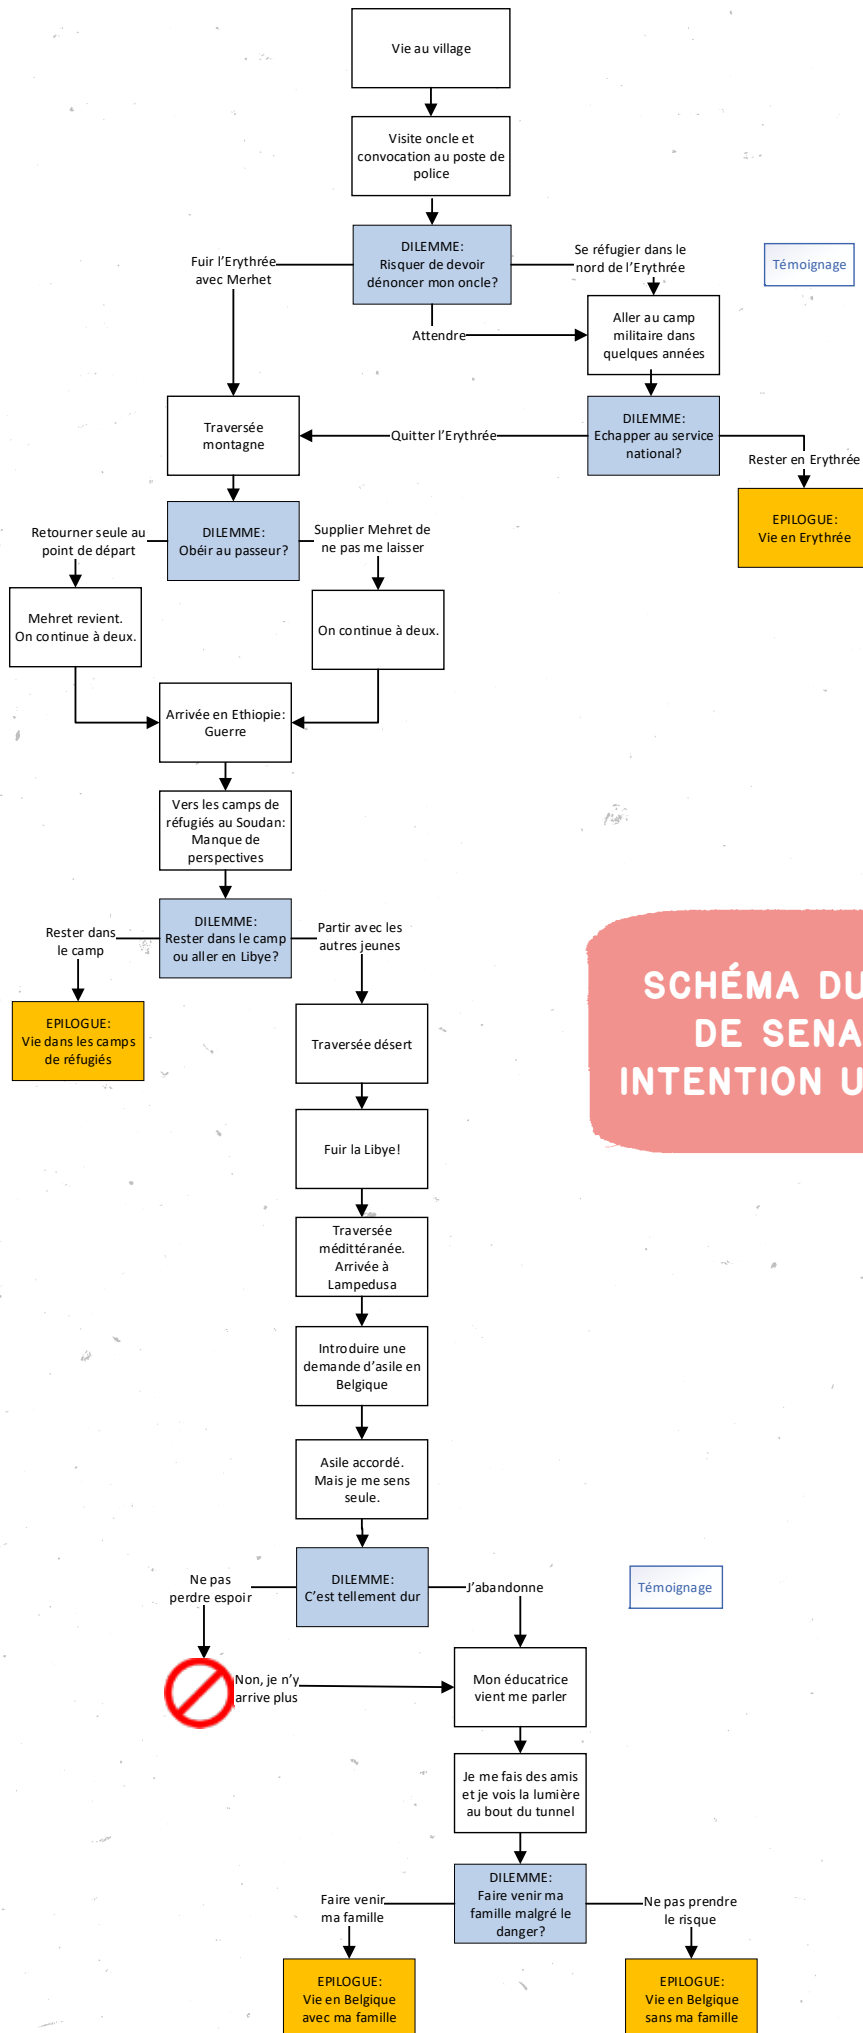 Vie au village
Visite oncle et
convocation au poste de
police
DILEMME:
Risquer de devoir
dénoncer mon oncle?
Fuir l’Erythrée
avec Merhet
Se réfugier dans le
nord de l’Erythrée
Témoignage
Attendre
Aller au camp
militaire dans
quelques années
Traversée
montagne
Quitter l’Erythrée
DILEMME:
Echapper au service
national?
Rester en Erythrée
EPILOGUE:
Vie en Erythrée
Retourner seule au
point de départ
DILEMME:
Obéir au passeur?
Supplier Mehret de
ne pas me laisser
Mehret revient.
On continue à deux.
On continue à deux.
Arrivée en Ethiopie:
Guerre
Vers les camps de
réfugiés au Soudan:
Manque de
perspectives
Rester dans
le camp
DILEMME:
Rester dans le camp
ou aller en Libye?
Partir avec les
autres jeunes
EPILOGUE:
Vie dans les camps
de réfugiés
SCHÉMA DU
DE SENA
INTENTION U
Traversée désert
Fuir la Libye!
Traversée
médittéranée.
Arrivée à
Lampedusa
Introduire une
demande d’asile en
Belgique
Asile accordé.
Mais je me sens
seule.
Ne pas
perdre espoir
DILEMME:
C’est tellement dur
J’abandonne
Témoignage
Non, je n’y
arrive plus
Mon éducatrice
vient me parler
Je me fais des amis
et je vois la lumière
au bout du tunnel
Faire venir
ma famille
DILEMME:
Faire venir ma
famille malgré le
danger?
Ne pas prendre
le risque
EPILOGUE:
Vie en Belgique
avec ma famille
EPILOGUE:
Vie en Belgique
sans ma famille